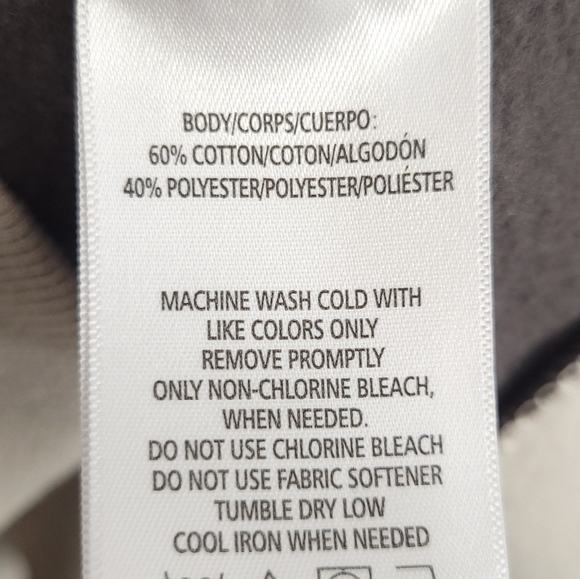 BODY/CORPS/CUERPO:
60% COTTON/COTON/ALGODÓN
40% POLYESTER/POLYESTER/POLIÉSTER
MACHINE WASH COLD WITH
LIKE COLORS ONLY
REMOVE PROMPTLY
ONLY NON-CHLORINE BLEACH,
WHEN NEEDED.
DO NOT USE CHLORINE BLEACH
DO NOT USE FABRIC SOFTENER
TUMBLE DRY LOW
COOL IRON WHEN NEEDED